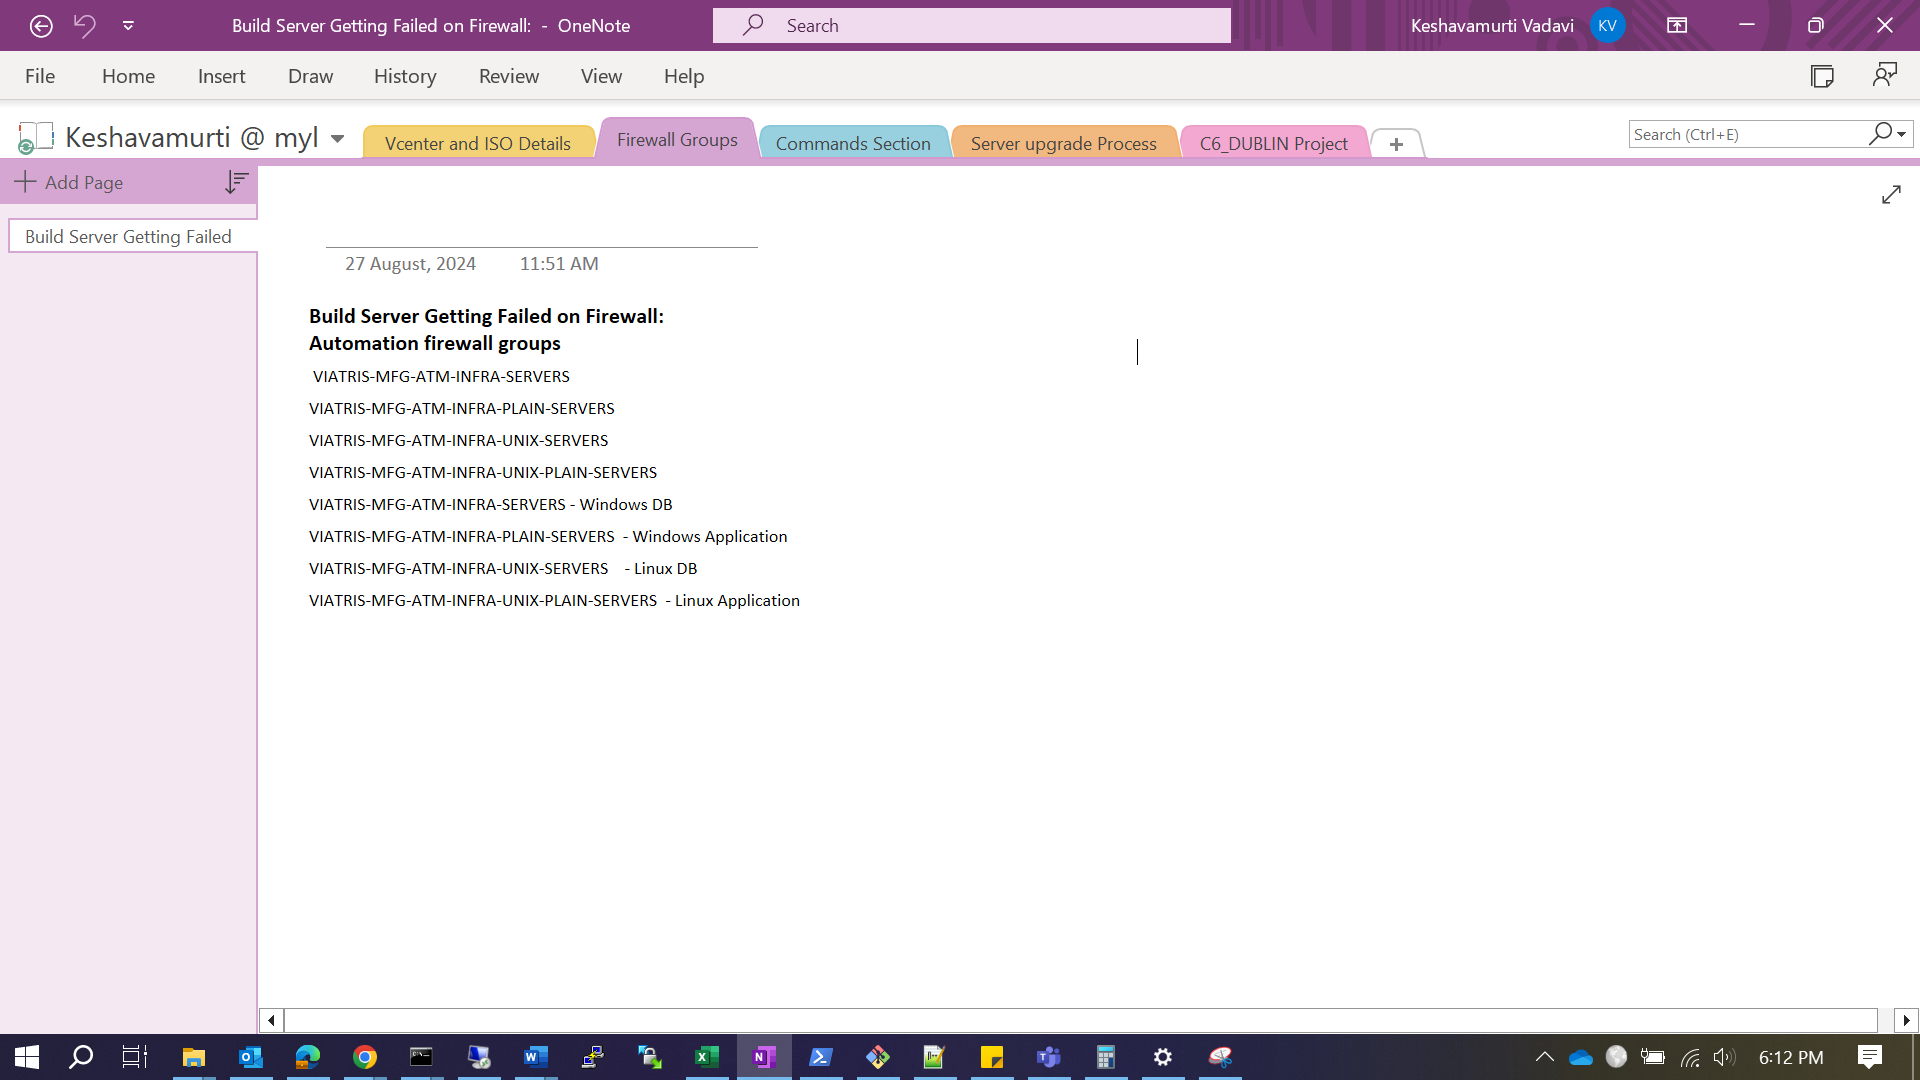 Build Server Getting Failed on Firewall:  -  OneNote
Search
Keshavamurti Vadavi
KV
File
Home
Insert
Draw
History
Review
View
Help
Keshavamurti @ myl
Vcenter and ISO Details
Firewall Groups
Commands Section
Server upgrade Process
C6_DUBLIN Project
Search (Ctrl+E)
Add Page
Build Server Getting Failed
27 August, 2024
11:51 AM
Build Server Getting Failed on Firewall:
Automation firewall groups
VIATRIS-MFG-ATM-INFRA-SERVERS
VIATRIS-MFG-ATM-INFRA-PLAIN-SERVERS
VIATRIS-MFG-ATM-INFRA-UNIX-SERVERS
VIATRIS-MFG-ATM-INFRA-UNIX-PLAIN-SERVERS
VIATRIS-MFG-ATM-INFRA-SERVERS - Windows DB
VIATRIS-MFG-ATM-INFRA-PLAIN-SERVERS  - Windows Application
VIATRIS-MFG-ATM-INFRA-UNIX-SERVERS    - Linux DB
VIATRIS-MFG-ATM-INFRA-UNIX-PLAIN-SERVERS  - Linux Application
6:12 PM